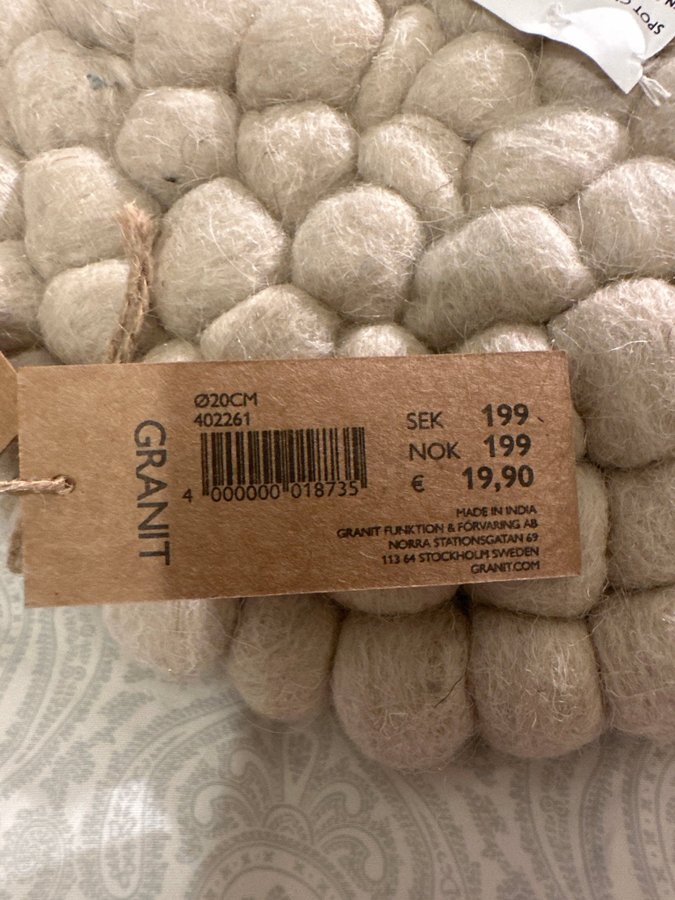 SPOT C
GRANIT
Ø20CM
402261
4 000000 018735
SEK 199
NOK 199
€ 19,90
MADE IN INDIA
GRANIT FUNKTION & FÖRVARING AB
NORRA STATIONSGATAN 69
113 64 STOCKHOLM SWEDEN
GRANIT.COM